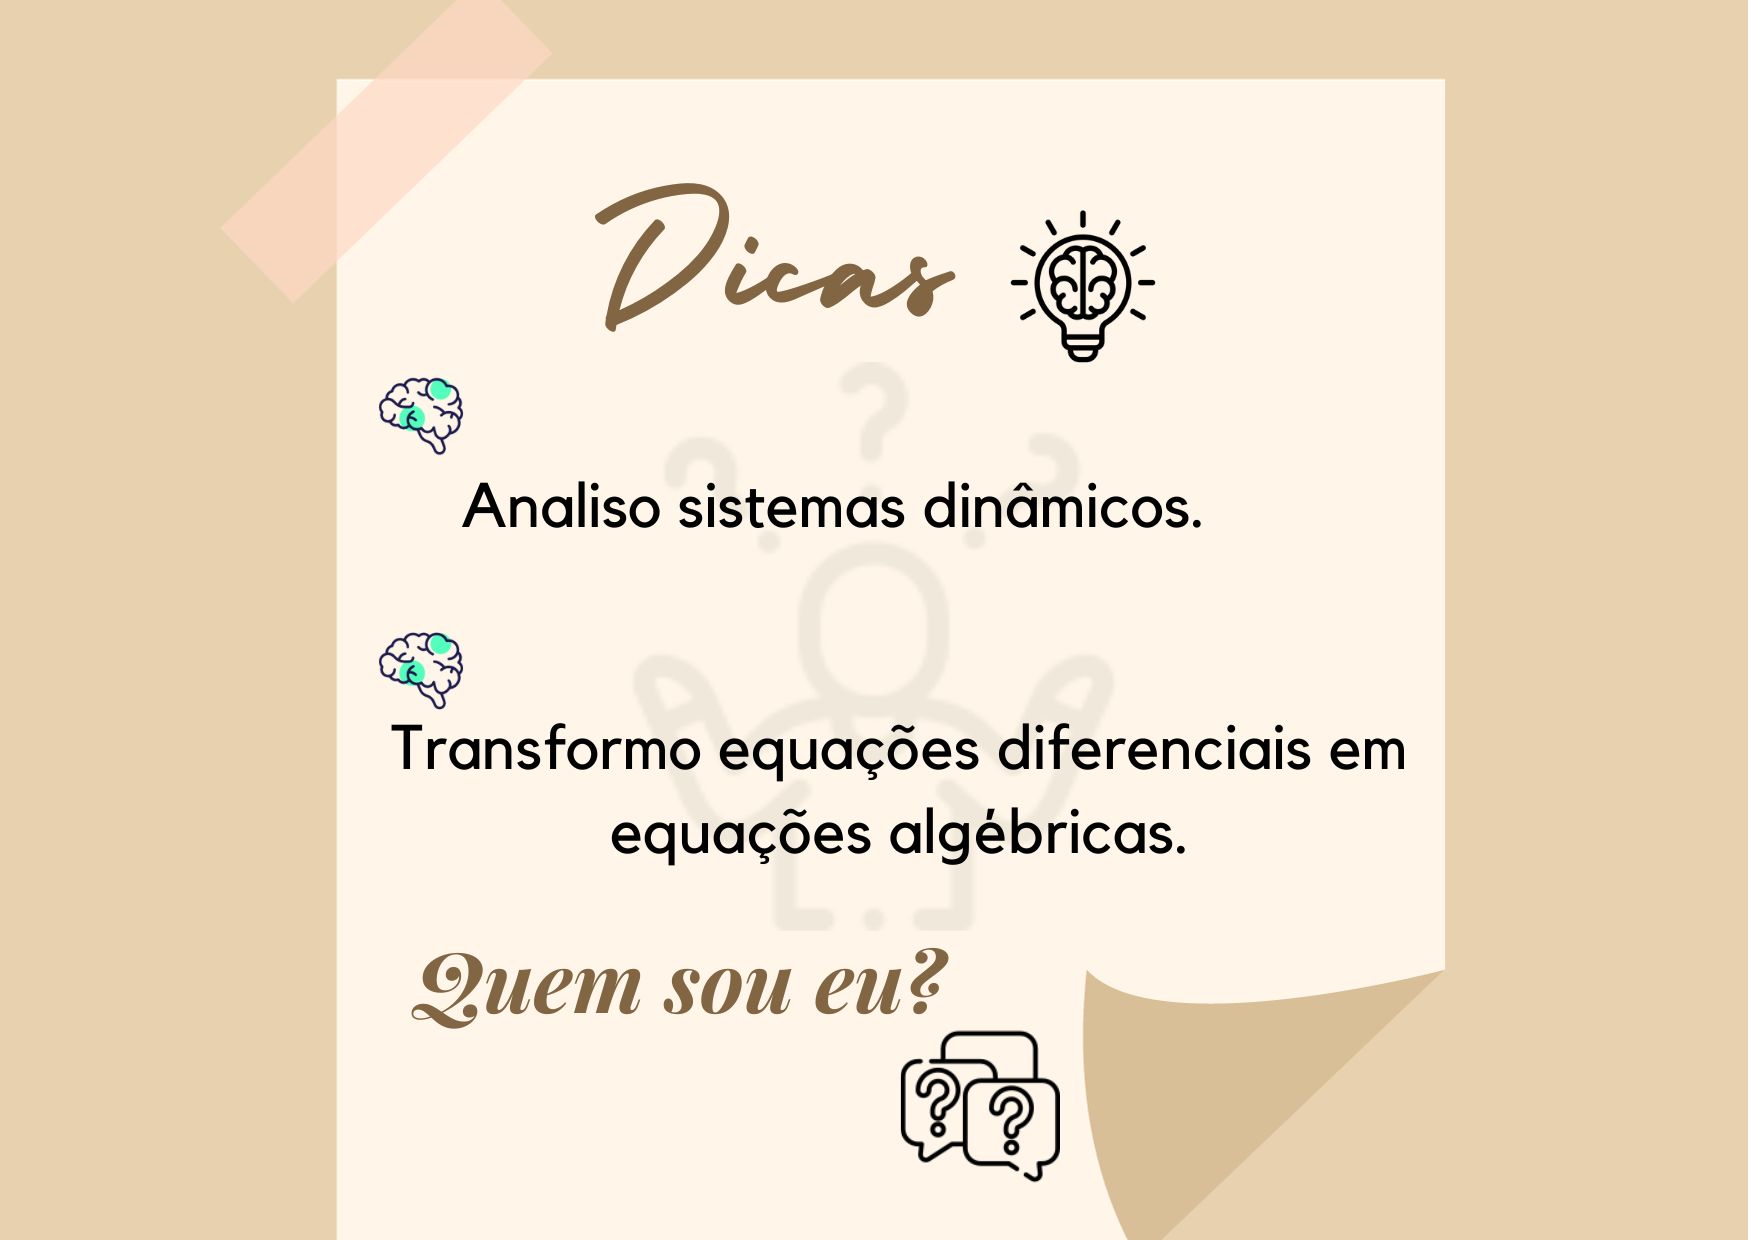 Dicas
Analiso sistemas dinâmicos.
Transformo equações diferenciais em
equações algébricas.
Quem sou eu?